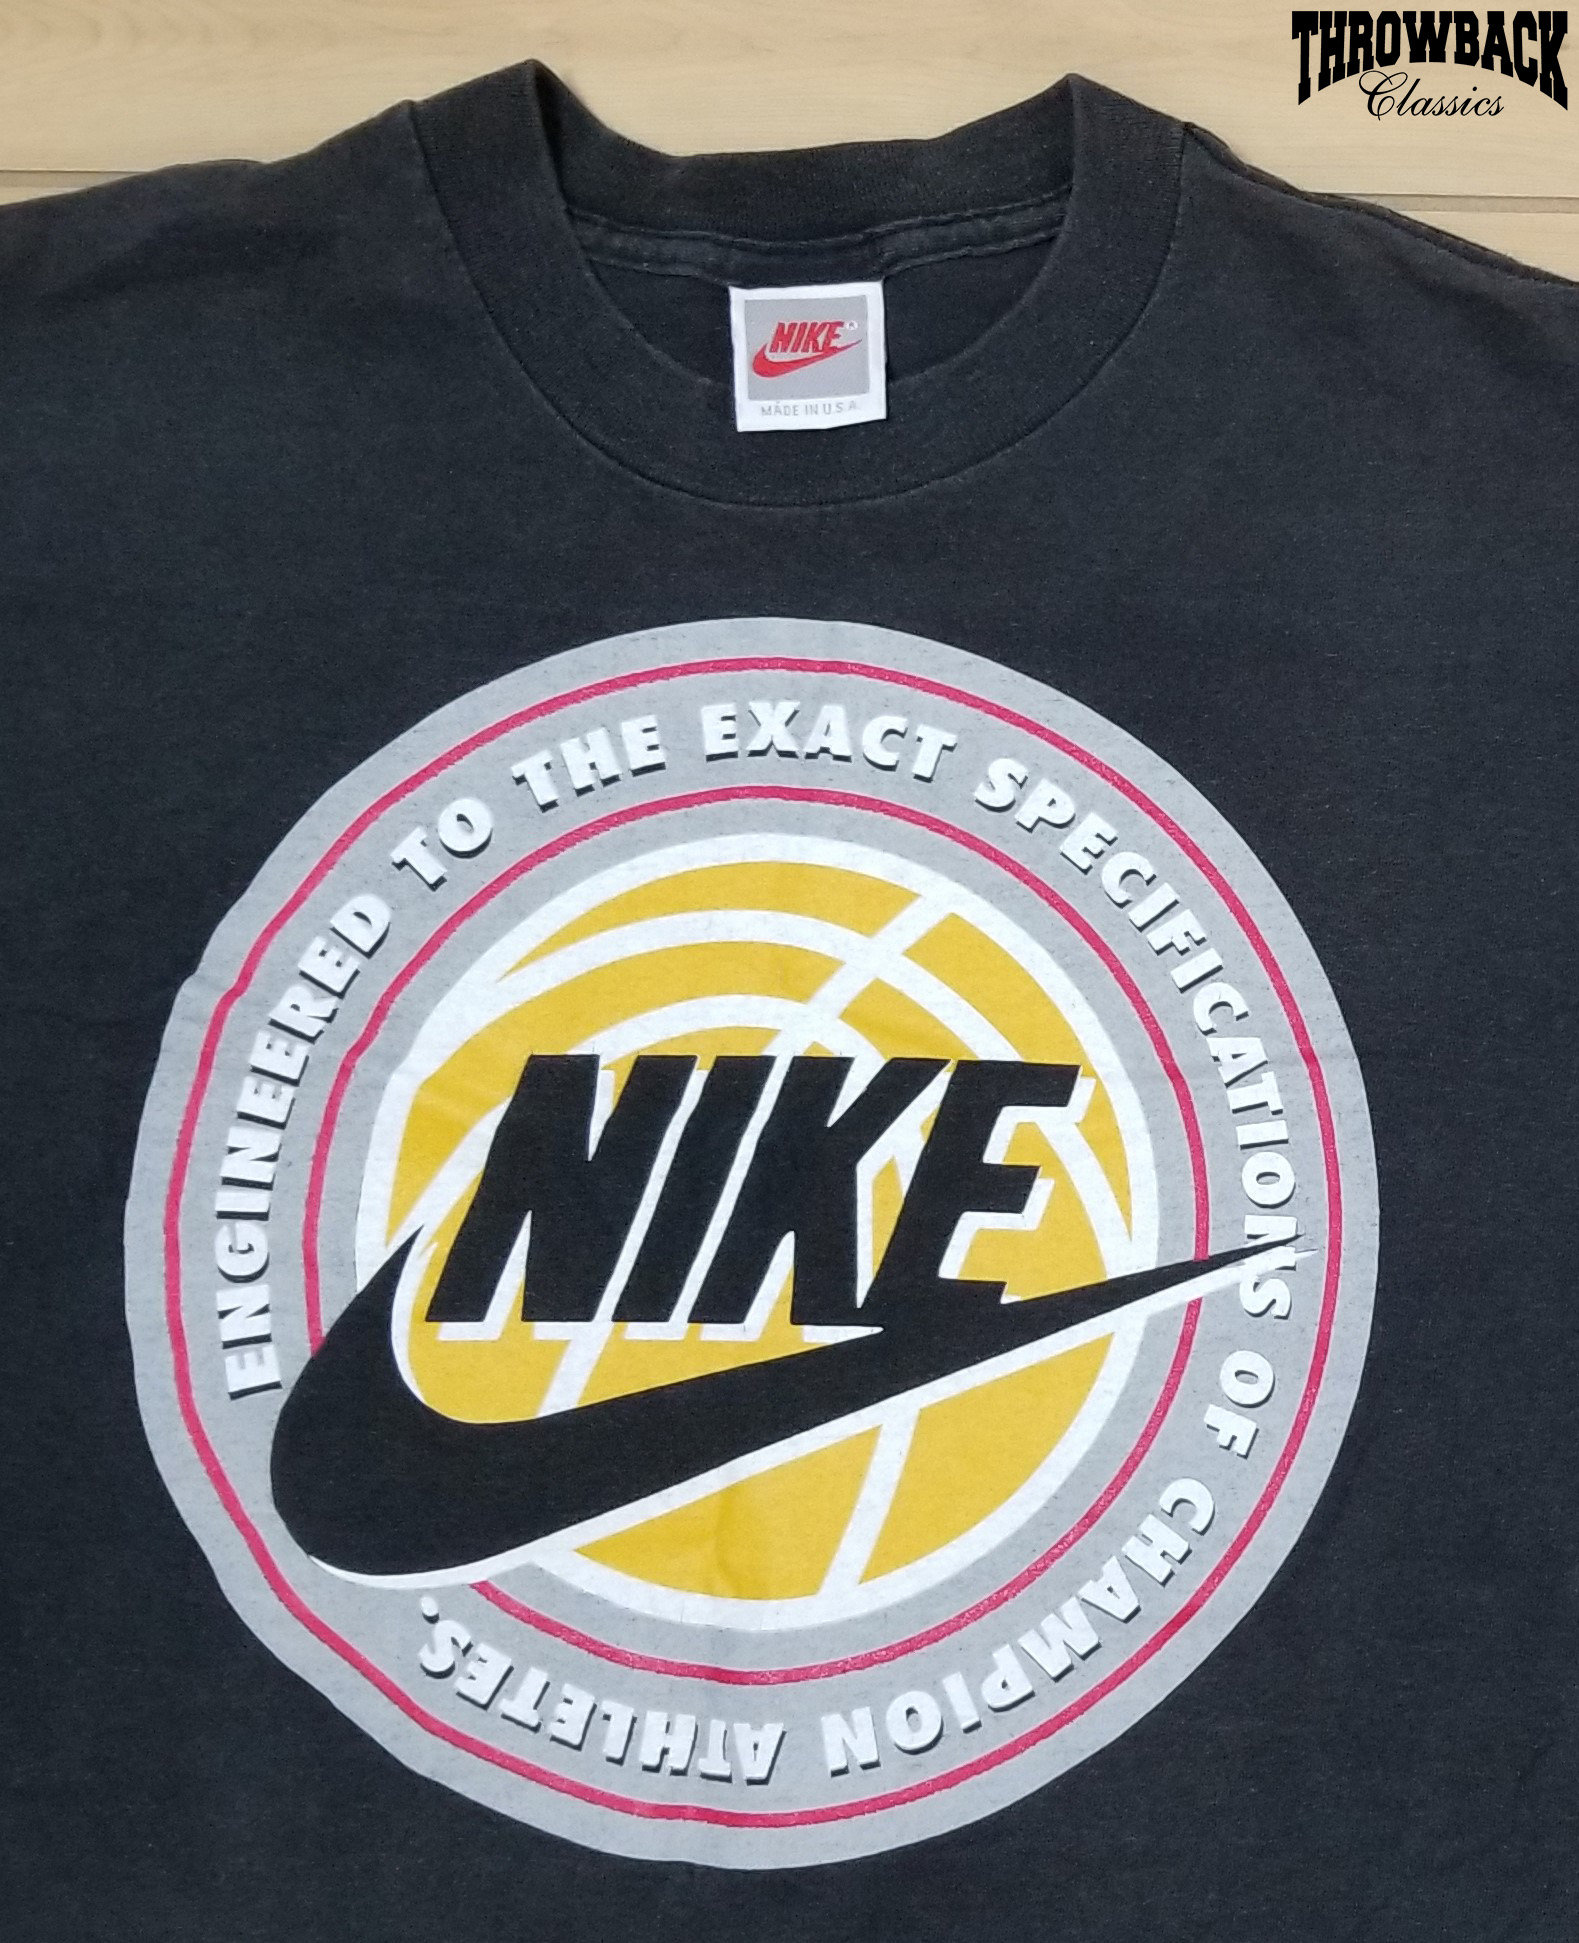 THROWBACK
Classics
NIKE®
MADE IN U.S.A.
ENGINEERED TO THE EXACT SPECIFICATIONS OF CHAMPION ATHLETES.
NIKE